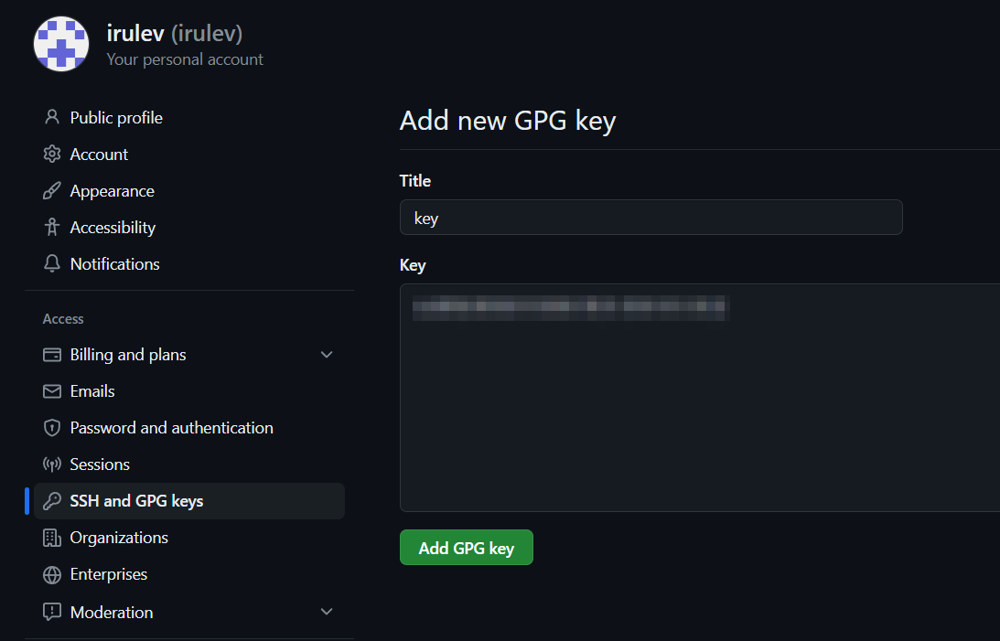 irulev (irulev)
Your personal account
Public profile
Account
Appearance
Accessibility
Notifications
Access
Billing and plans
Emails
Password and authentication
Sessions
SSH and GPG keys
Organizations
Enterprises
Moderation
Add new GPG key
Title
key
Key
Add GPG key